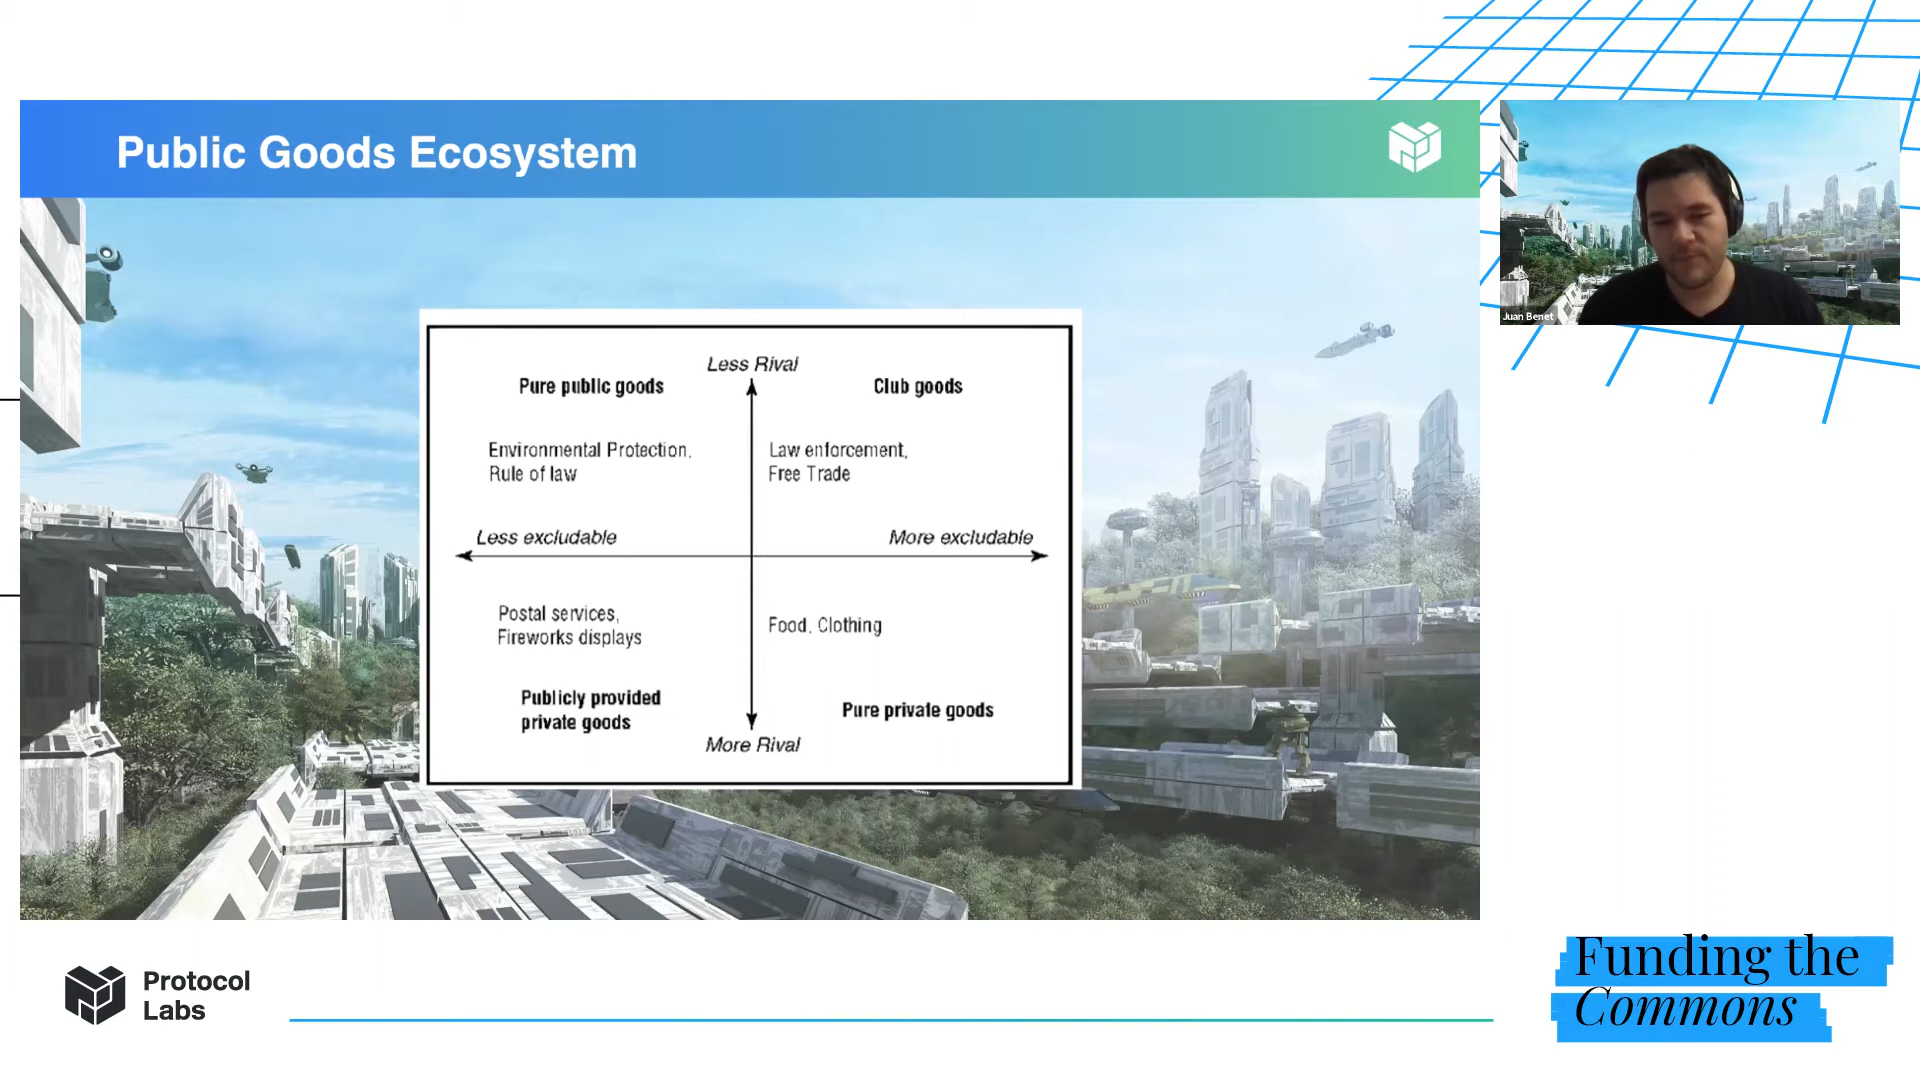 Public Goods Ecosystem
Juan Benet
Less Rival
Pure public goods
Club goods
Environmental Protection,
Rule of law
Law enforcement,
Free Trade
Less excludable
More excludable
Postal services,
Fireworks displays
Food, Clothing
Publicly provided
private goods
Pure private goods
More Rival
Protocol
Labs
Funding the
Commons